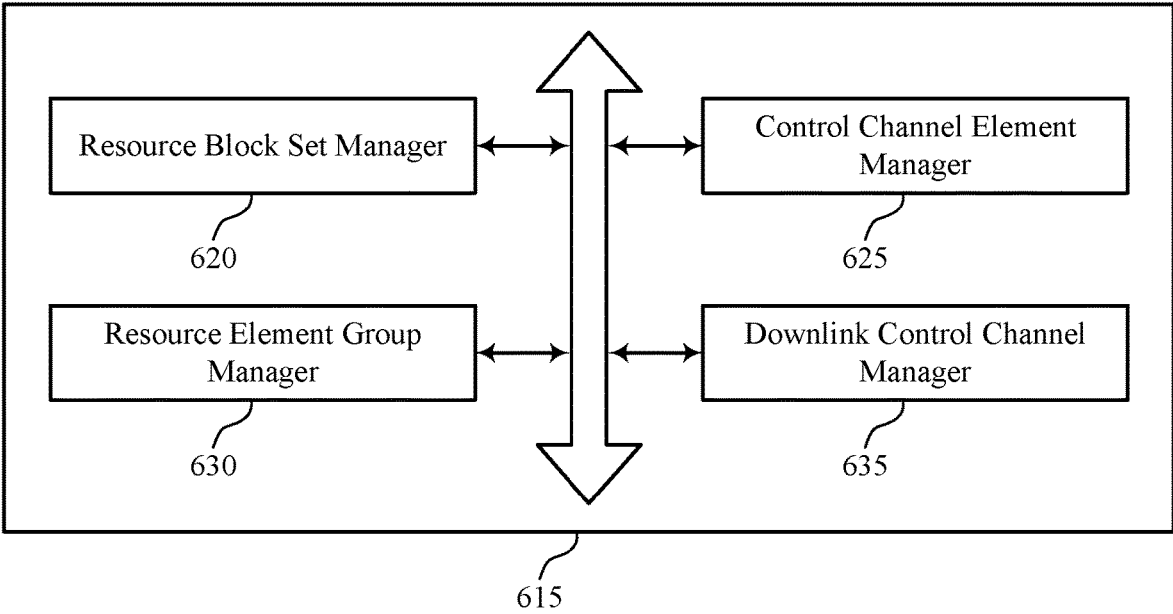 Resource Block Set Manager
620
Control Channel Element
Manager
625
Resource Element Group
Manager
630
Downlink Control Channel
Manager
635
615